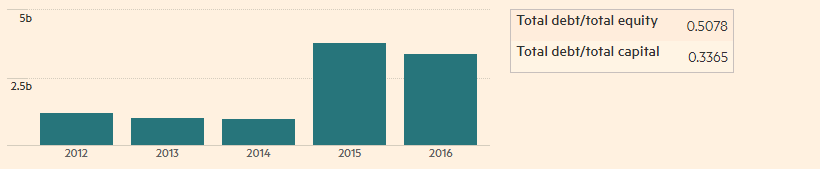 5b
2.5b
2012 2013 2014 2015 2016
Total debt/total equity 0.5078
Total debt/total capital 0.3365